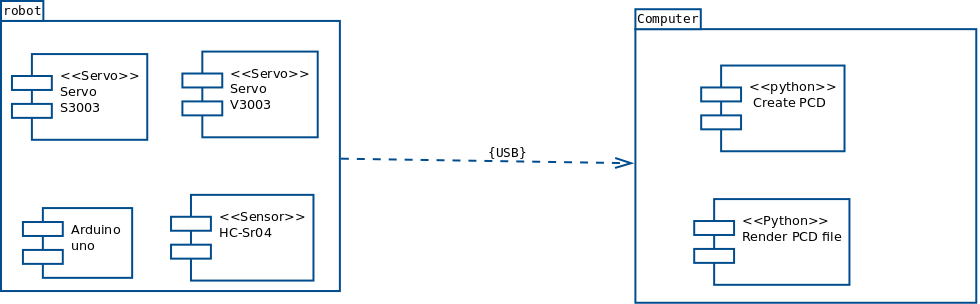 robot
<<Servo>>
Servo
S3003
<<Servo>>
Servo
V3003
Arduino
uno
<<Sensor>>
HC-Sr04
{USB}
Computer
<<python>>
Create PCD
<<Python>>
Render PCD file